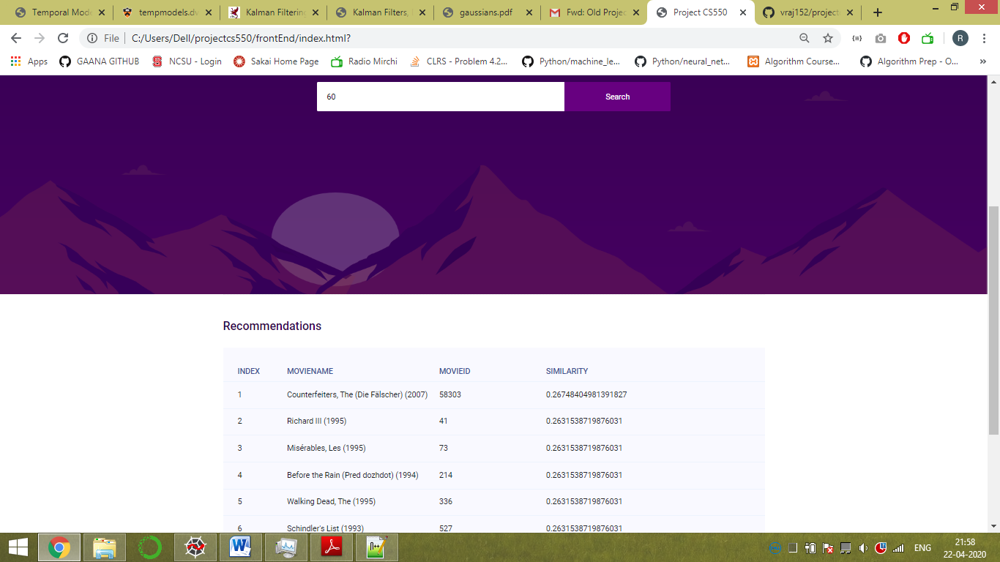 Temporal Mod
tempmodels.dv
Kalman Filtering
Kalman Filters,
gaussians.pdf
Fwd: Old Projec
Project CS550
vraj152/project
File
C:/Users/Dell/projectcs550/frontEnd/index.html?
R
Apps
GAANA GITHUB
NCSU - Login
Sakai Home Page
Radio Mirchi
CLRS - Problem 4.2...
Python/machine_le...
Python/neural_net...
Algorithm Course...
Algorithm Prep - O...
»
60
Search
Recommendations
INDEX MOVIENAME MOVIEID SIMILARITY
1 Counterfeiters, The (Die Fälscher) (2007) 58303 0.26748404981391827
2 Richard III (1995) 41 0.2631538719876031
3 Misérables, Les (1995) 73 0.2631538719876031
4 Before the Rain (Pred dozhdot) (1994) 214 0.2631538719876031
5 Walking Dead, The (1995) 336 0.2631538719876031
6 Schindler's List (1993) 527 0.2631538719876031
ENG
21:58
22-04-2020